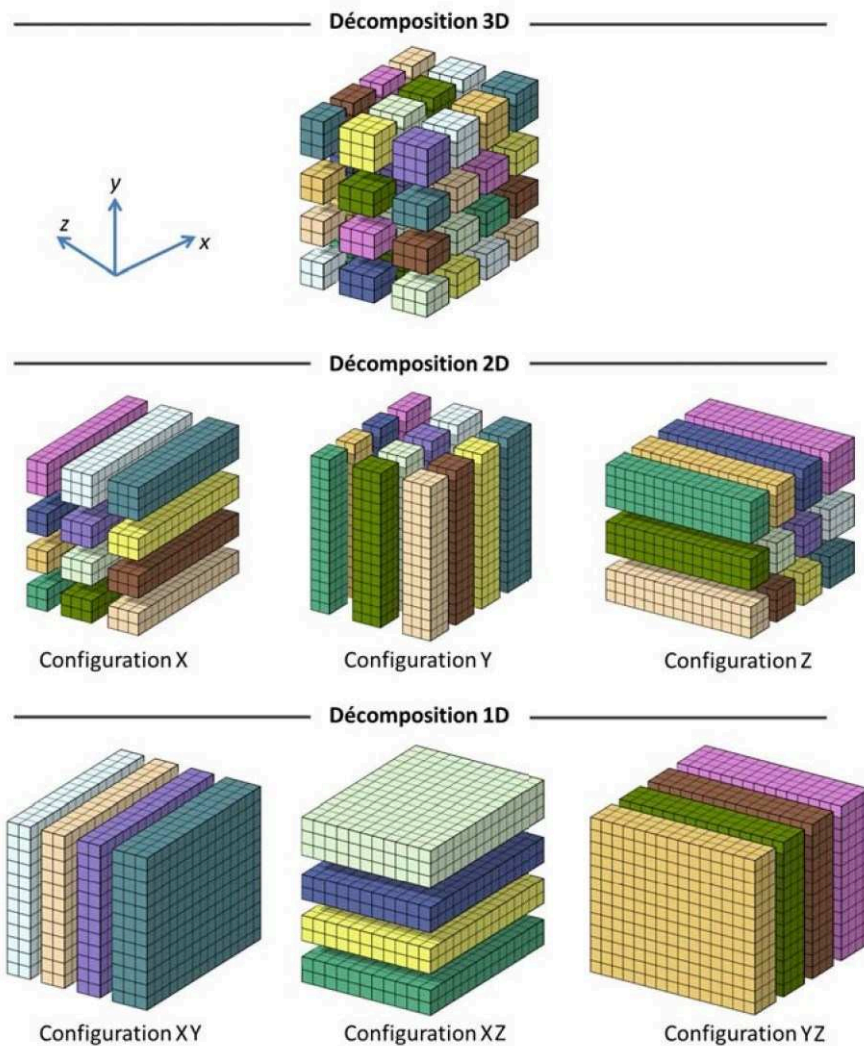 Décomposition 3D
y
z
x
Décomposition 2D
Configuration X
Configuration Y
Configuration Z
Décomposition 1D
Configuration XY
Configuration XZ
Configuration YZ